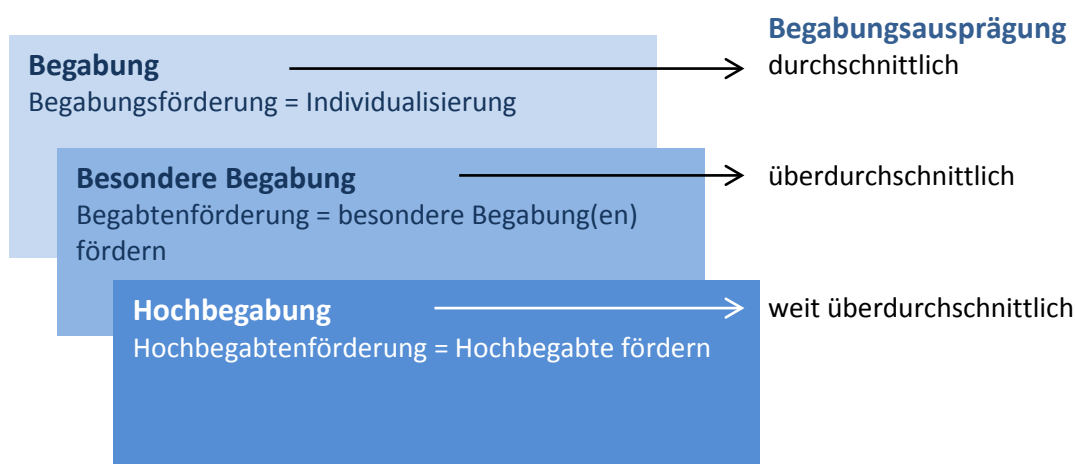 Begabungsausprägung
Begabung
durchschnittlich
Begabungsförderung = Individualisierung
Besondere Begabung
überdurchschnittlich
Begabtenförderung = besondere Begabung(en)
fördern
Hochbegabung
weit überdurchschnittlich
Hochbegabtenförderung = Hochbegabte fördern